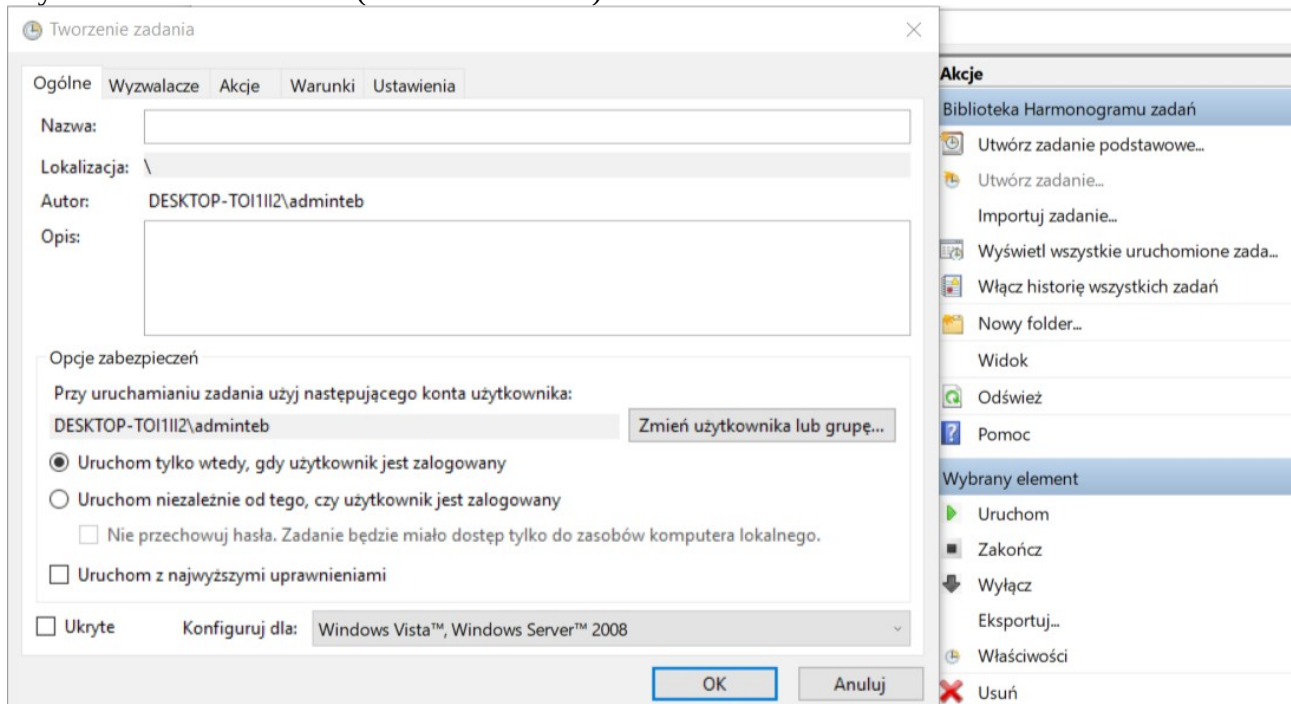 Tworzenie zadania
Ogólne Wyzwalacze Akcje Warunki Ustawienia
Nazwa:
Lokalizacja: \
Autor: DESKTOP-TOI1II2\adminteb
Opis:
Opcje zabezpieczeń
Przy uruchamianiu zadania użyj następującego konta użytkownika:
DESKTOP-TOI1II2\adminteb Zmień użytkownika lub grupę...
Uruchom tylko wtedy, gdy użytkownik jest zalogowany
Uruchom niezależnie od tego, czy użytkownik jest zalogowany
Nie przechowuj hasła. Zadanie będzie miało dostęp tylko do zasobów komputera lokalnego.
Uruchom z najwyższymi uprawnieniami
Ukryte Konfiguruj dla: Windows Vista™, Windows Server™ 2008
OK Anuluj
Akcje
Biblioteka Harmonogramu zadań
Utwórz zadanie podstawowe...
Utwórz zadanie...
Importuj zadanie...
Wyświetl wszystkie uruchomione zada...
Włącz historię wszystkich zadań
Nowy folder...
Widok
Odśwież
Pomoc
Wybrany element
Uruchom
Zakończ
Wyłącz
Eksportuj...
Właściwości
Usuń